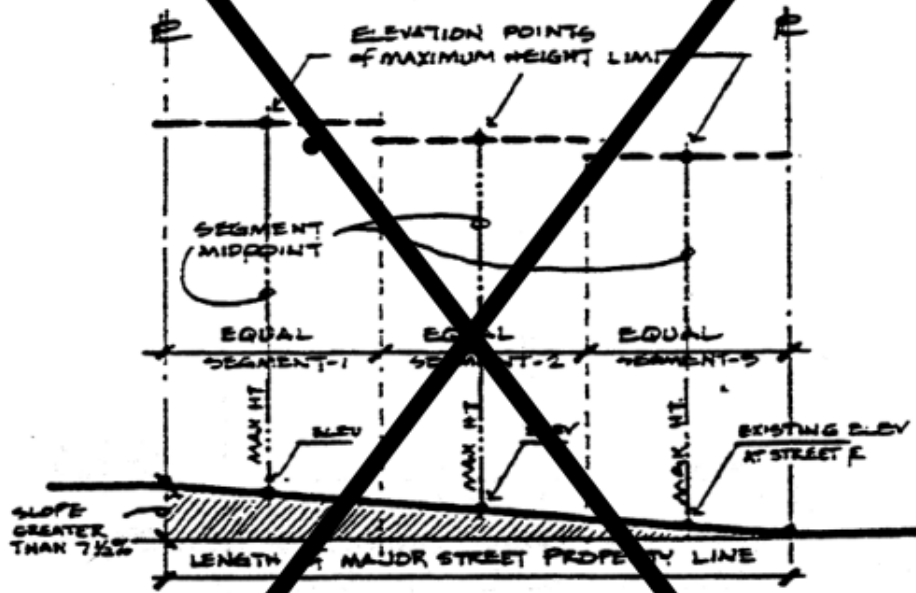 ELEVATION POINTS
of MAXIMUM HEIGHT LIMIT
SEGMENT
MIDPOINT
EQUAL
SEGMENT-1
EQUAL
SEGMENT-2
EQUAL
SEGMENT-3
MAX HT
ELEV
MAX HT
ELEV
MAX. HT.
EXISTING ELEV
AT STREET ⅊
SLOPE
GREATER
THAN 7½%
LENGTH OF MAJOR STREET PROPERTY LINE